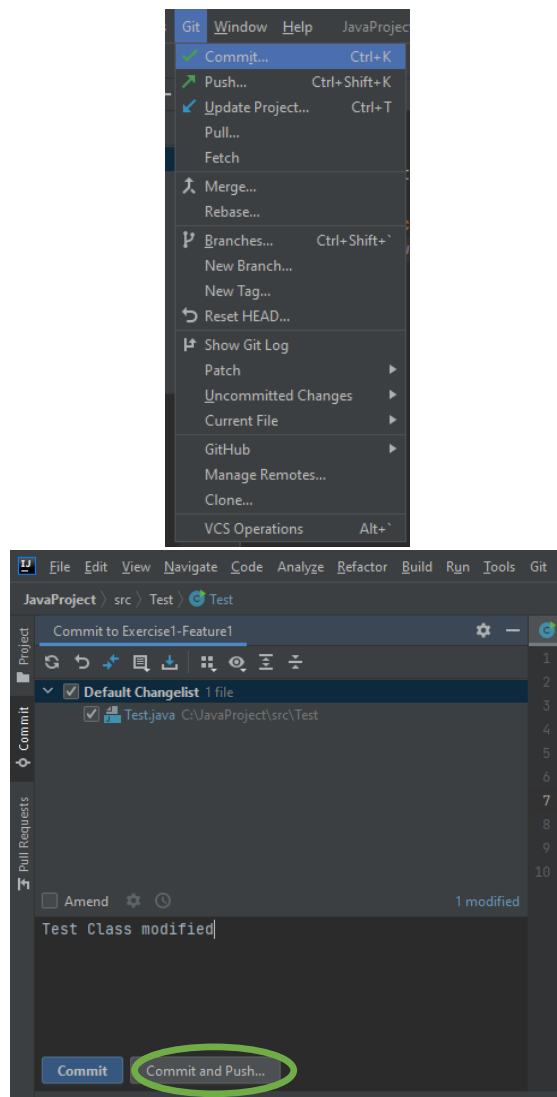 Git Window Help JavaProjec
Commit... Ctrl+K
Push... Ctrl+Shift+K
Update Project... Ctrl+T
Pull...
Fetch
Merge...
Rebase...
Branches... Ctrl+Shift+`
New Branch...
New Tag...
Reset HEAD...
Show Git Log
Patch
Uncommitted Changes
Current File
GitHub
Manage Remotes...
Clone...
VCS Operations Alt+`
IJ File Edit View Navigate Code Analyze Refactor Build Run Tools Git
JavaProject 〉 src 〉 Test 〉 Test
Project
Commit to Exercise1-Feature1
Default Changelist 1 file
Test.java C:\JavaProject\src\Test
Commit
Pull Requests
1
2
3
4
5
6
7
8
9
10
Amend 1 modified
Test Class modified
Commit Commit and Push...